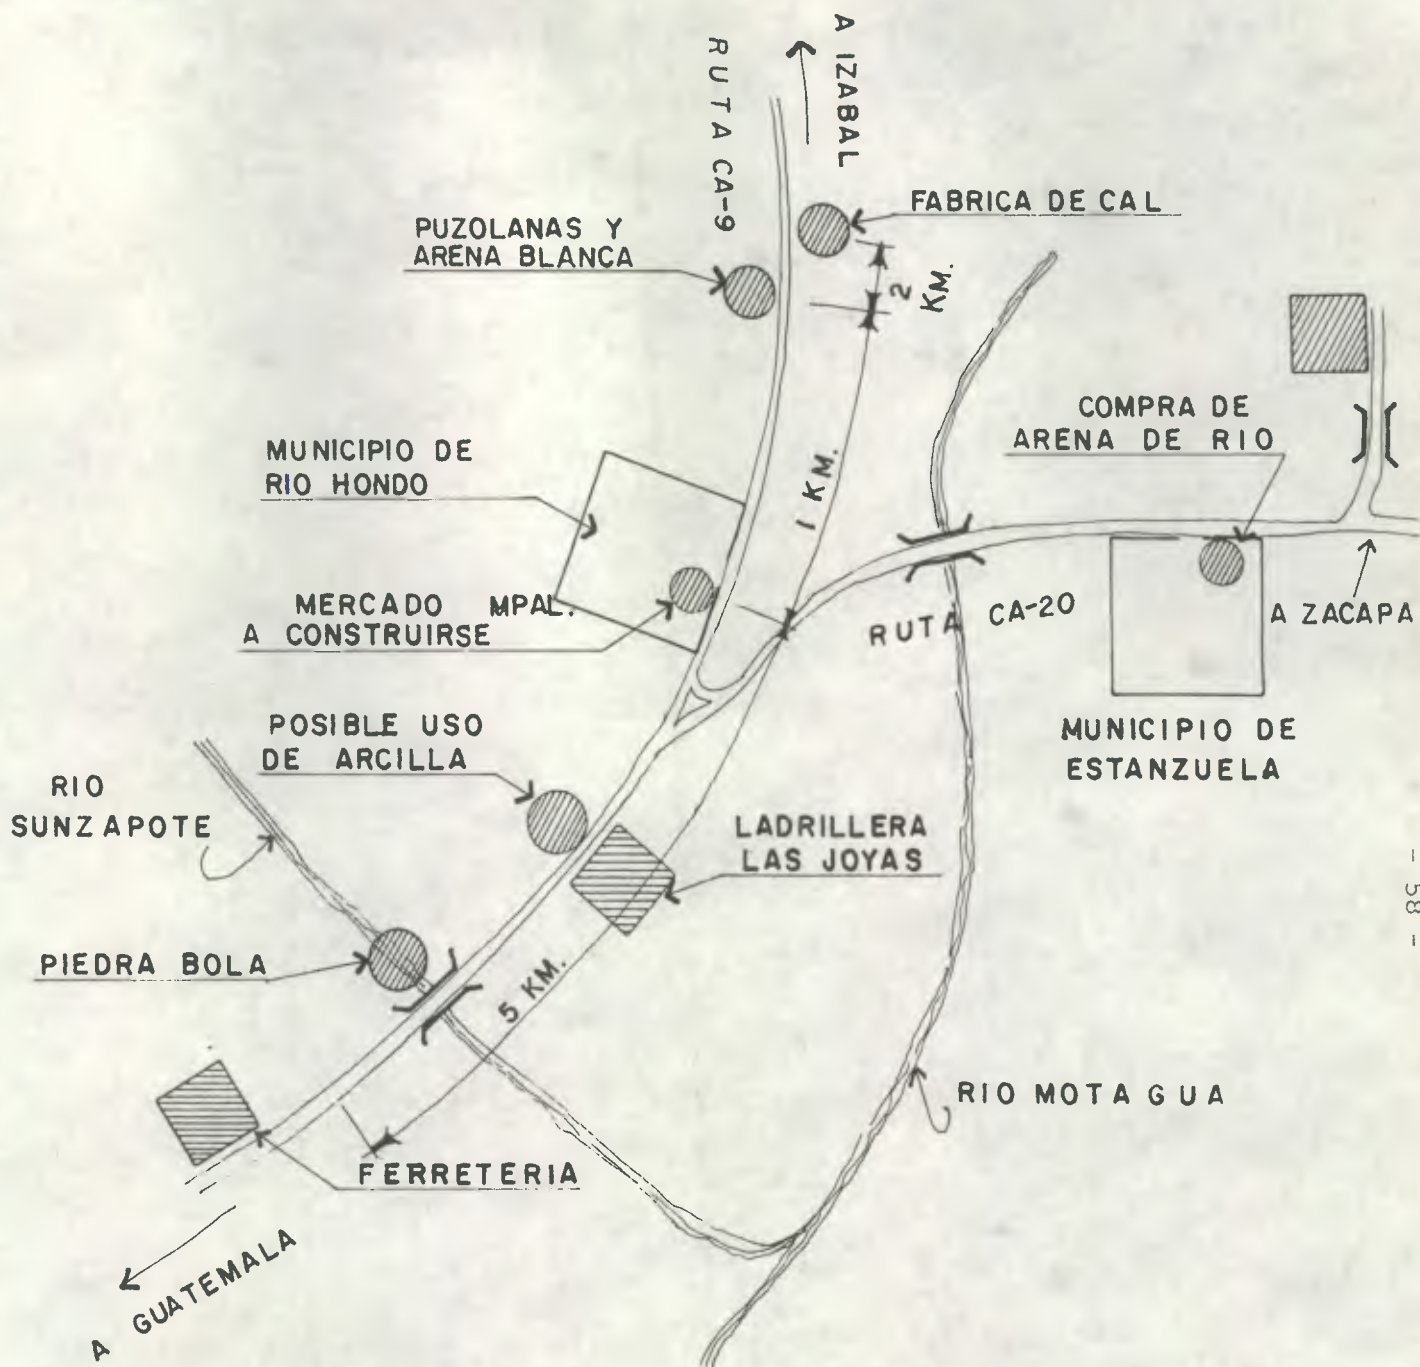 A IZABAL
RUTA CA-9
FABRICA DE CAL
PUZOLANAS Y
ARENA BLANCA
2
KM.
COMPRA DE
ARENA DE RIO
MUNICIPIO DE
RIO HONDO
1 KM.
MERCADO MPAL.
A CONSTRUIRSE
RUTA CA-20
A ZACAPA
POSIBLE USO
DE ARCILLA
MUNICIPIO DE
ESTANZUELA
RIO
SUNZAPOTE
LADRILLERA
LAS JOYAS
- 58 -
PIEDRA BOLA
5 KM.
RIO MOTAGUA
FERRETERIA
A GUATEMALA